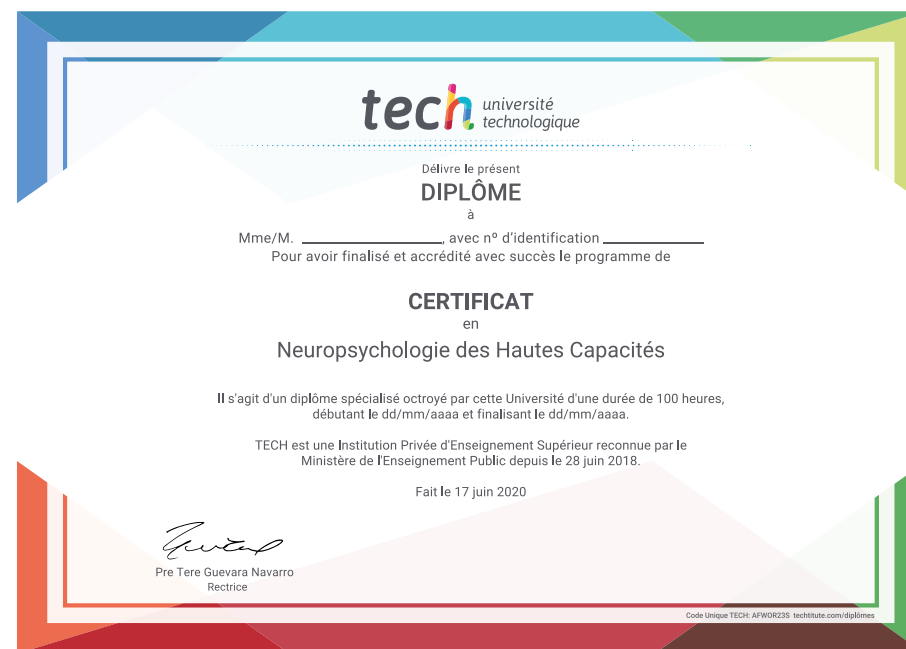 tech université
technologique
Délivre le présent
DIPLÔME
à
Mme/M. ____________________, avec nº d'identification ______________
Pour avoir finalisé et accrédité avec succès le programme de
CERTIFICAT
en
Neuropsychologie des Hautes Capacités
Il s'agit d'un diplôme spécialisé octroyé par cette Université d'une durée de 100 heures,
débutant le dd/mm/aaaa et finalisant le dd/mm/aaaa.
TECH est une Institution Privée d'Enseignement Supérieur reconnue par le
Ministère de l'Enseignement Public depuis le 28 juin 2018.
Fait le 17 juin 2020
Pre Tere Guevara Navarro
Rectrice
Code Unique TECH: AFWOR23S techtitute.com/diplômes